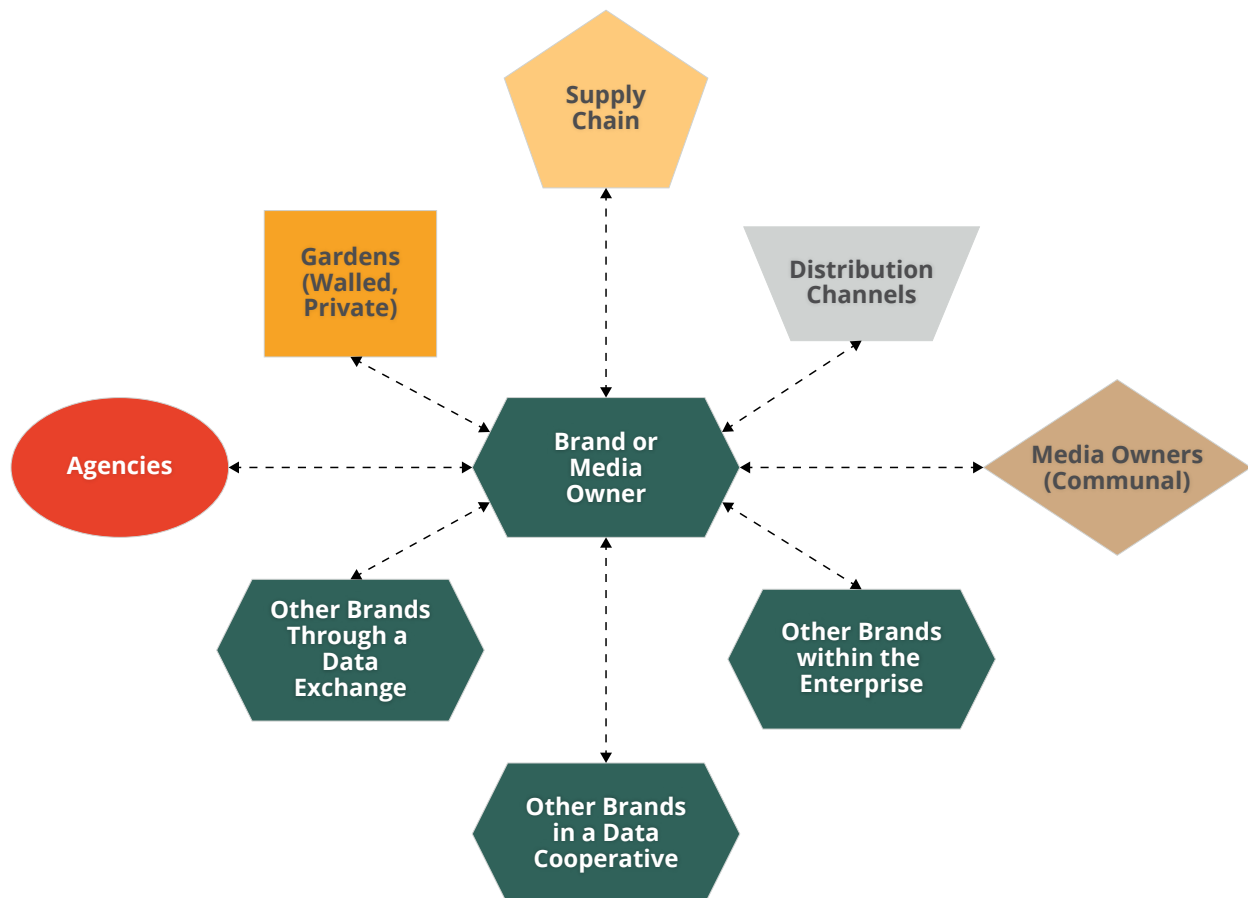 Supply
Chain
Gardens
(Walled,
Private)
Distribution
Channels
Agencies
Brand or
Media
Owner
Media Owners
(Communal)
Other Brands
Through a
Data
Exchange
Other Brands
within the
Enterprise
Other Brands
in a Data
Cooperative